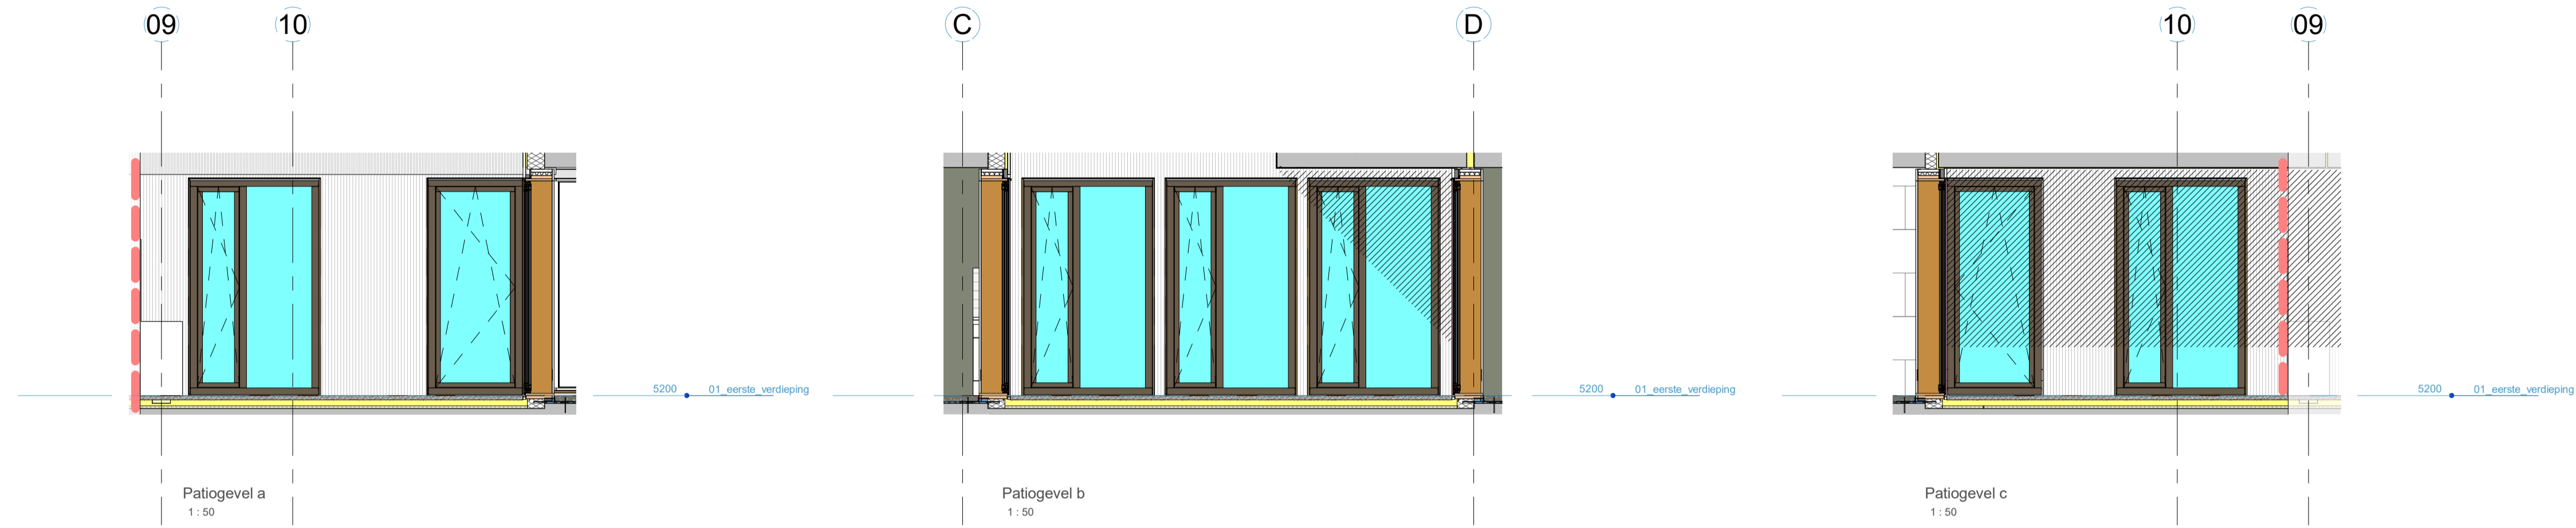 09
10
C
D
10
09
5200
01_eerste_verdieping
5200
01_eerste_verdieping
5200
01_eerste_verdieping
Patiogevel a
1 : 50
Patiogevel b
1 : 50
Patiogevel c
1 : 50